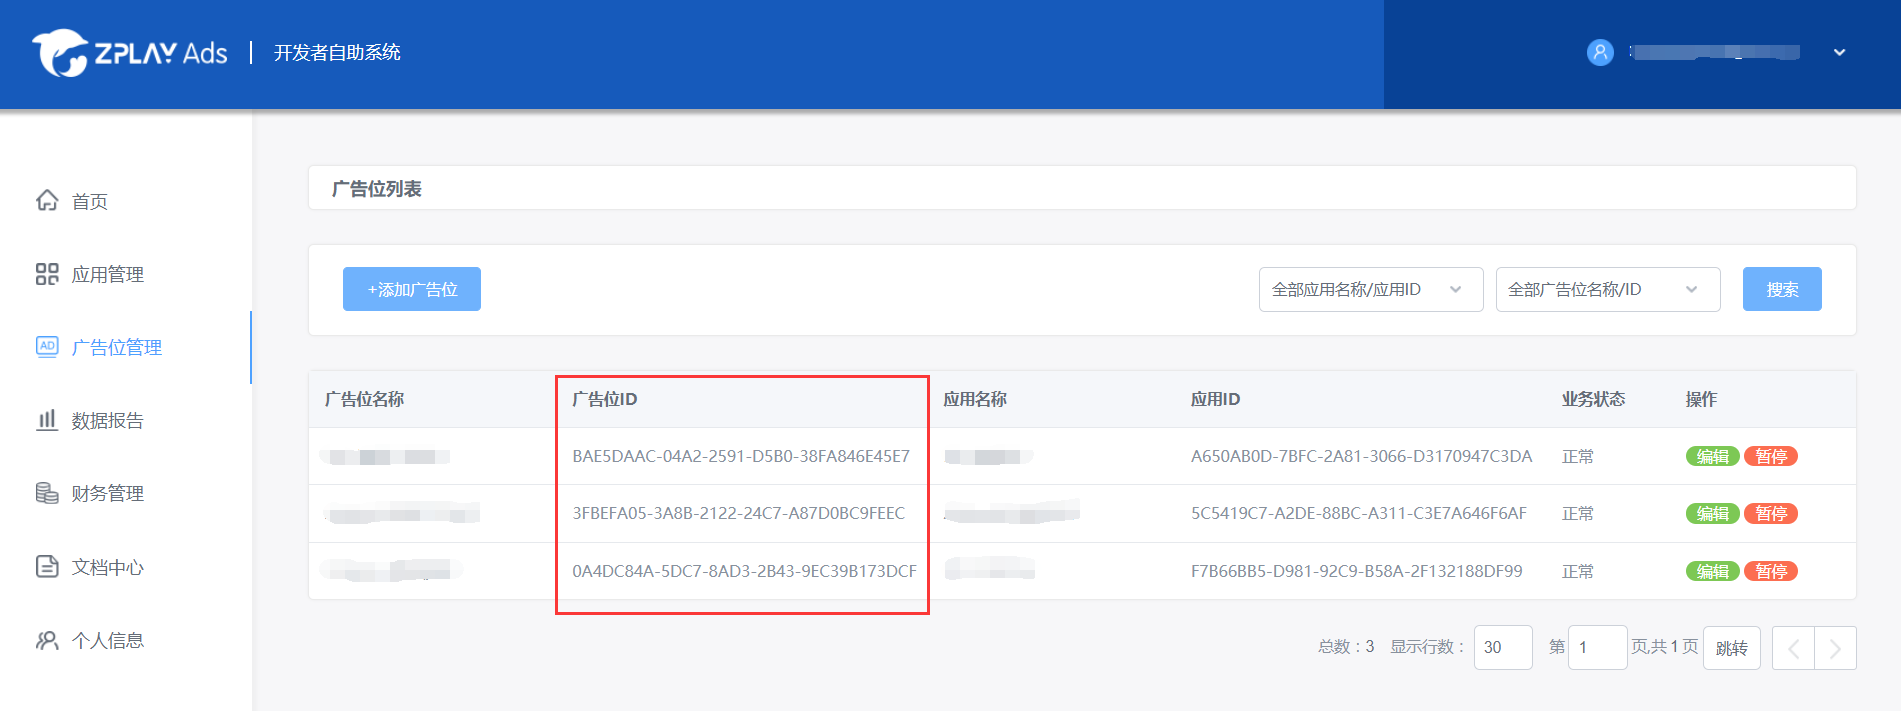 ZPLAY Ads 开发者自助系统
首页
应用管理
AD 广告位管理
数据报告
财务管理
文档中心
个人信息
广告位列表
+添加广告位 全部应用名称/应用ID 全部广告位名称/ID 搜索
广告位名称 广告位ID 应用名称 应用ID 业务状态 操作
BAE5DAAC-04A2-2591-D5B0-38FA846E45E7 A650AB0D-7BFC-2A81-3066-D3170947C3DA 正常 编辑 暂停
3FBEFA05-3A8B-2122-24C7-A87D0BC9FEEC 5C5419C7-A2DE-88BC-A311-C3E7A646F6AF 正常 编辑 暂停
0A4DC84A-5DC7-8AD3-2B43-9EC39B173DCF F7B66BB5-D981-92C9-B58A-2F132188DF99 正常 编辑 暂停
总数：3 显示行数： 30 第 1 页,共 1 页 跳转